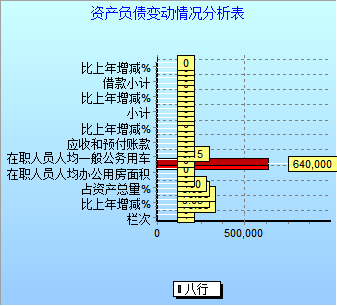 资产负债变动情况分析表
比上年增减%
借款小计
比上年增减%
小计
比上年增减%
应收和预付账款
在职人员人均一般公务用车
在职人员人均办公用房面积
占资产总量%
比上年增减%
栏次
0
5
640,000
0
0 500,000
八行